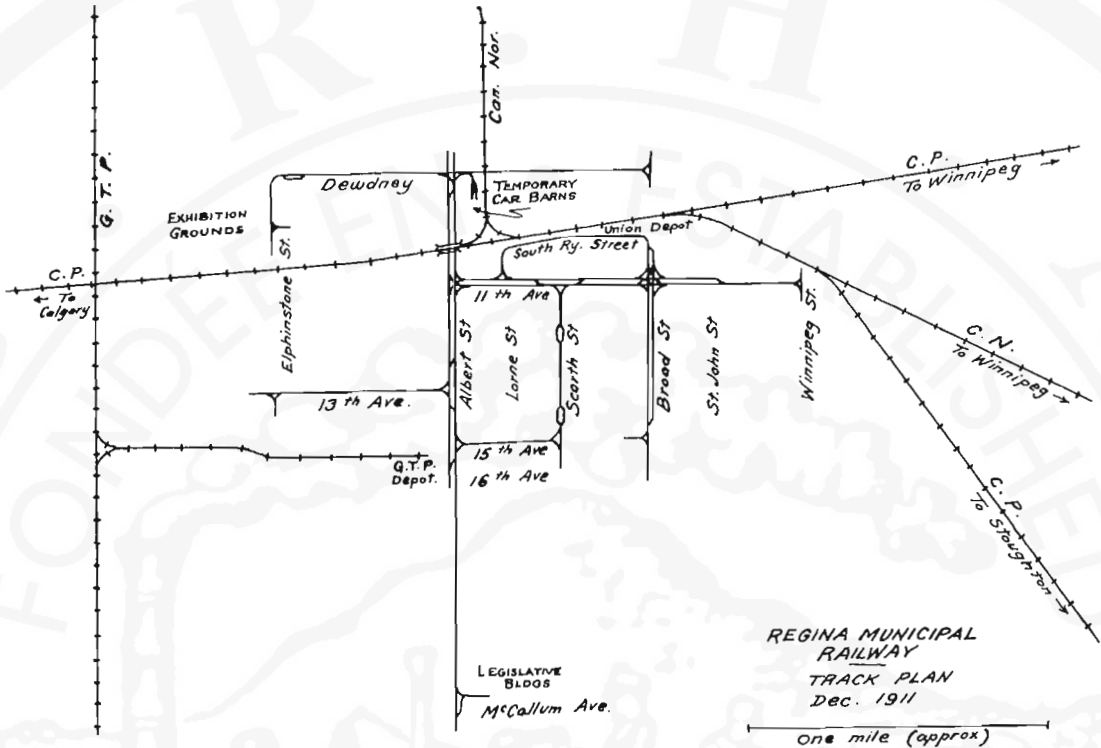 Can. Nor.
G. T. P.
C.P.
To Winnipeg
Dewdney
TEMPORARY
CAR BARNS
EXHIBITION
GROUNDS
Union Depot
South Ry. Street
Elphinstone St.
C.P.
To
Calgary
11th Ave
Albert St
Lorne St
Scarth St
Broad St
St. John St
Winnipeg St.
C.N.
To Winnipeg
13th Ave.
15th Ave
G.T.P.
Depot.
16th Ave
C.P.
To Stoughton
LEGISLATIVE
BLDGS
McCallum Ave.
REGINA MUNICIPAL
RAILWAY
TRACK PLAN
Dec. 1911
one mile (approx)
R. H
FONDÉE EN
ESTABLISHE